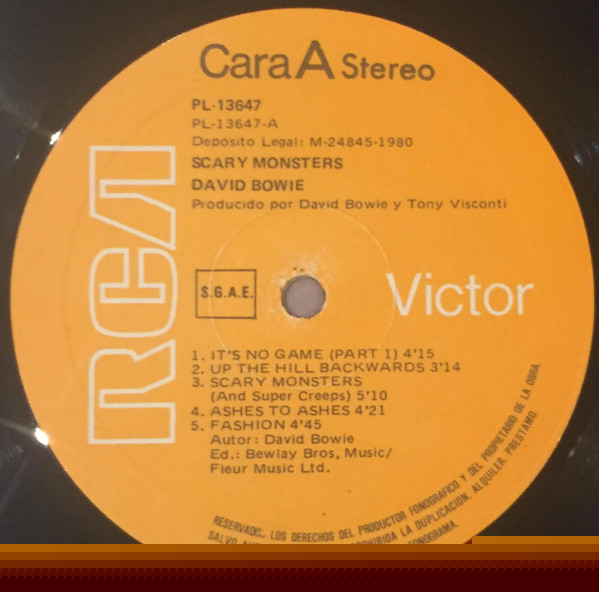 Cara A Stereo
PL-13647
PL-13647-A
Deposito Legal: M-24845-1980
SCARY MONSTERS
DAVID BOWIE
Producido por David Bowie y Tony Visconti
RCA
S.G.A.E.
Victor
1. IT'S NO GAME (PART 1) 4'15
2. UP THE HILL BACKWARDS 3'14
3. SCARY MONSTERS
(And Super Creeps) 5'10
4. ASHES TO ASHES 4'21
5. FASHION 4'45
Autor: David Bowie
Ed.: Bewlay Bros, Music/
Fleur Music Ltd.
LOS DERECHOS DEL PRODUCTOR FONOGRAFICO Y DEL PROPIETARIO DE LA OBRA.
SALVO LA DUPLICACION, ALQUILER, PRESTAMO,